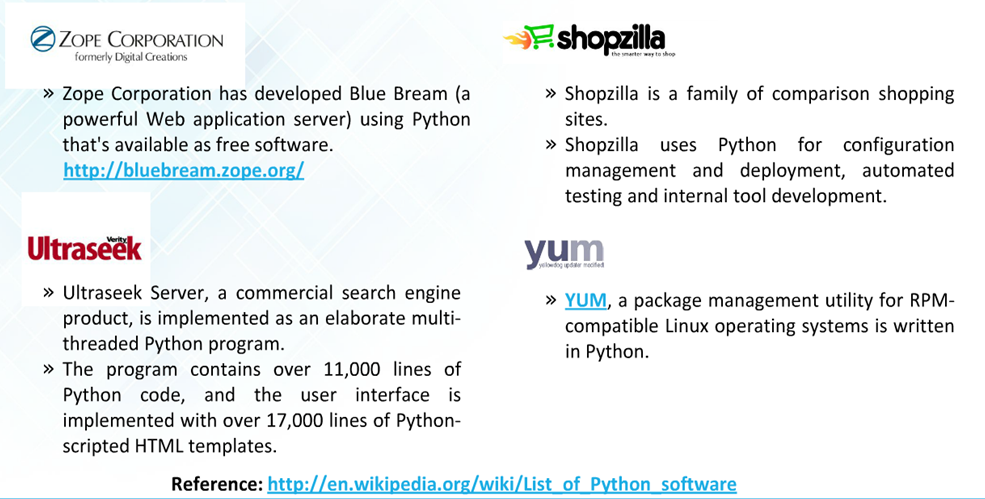 ZOPE CORPORATION
formerly Digital Creations
» Zope Corporation has developed Blue Bream (a
powerful Web application server) using Python
that's available as free software.
http://bluebream.zope.org/
Verity
Ultraseek
» Ultraseek Server, a commercial search engine
product, is implemented as an elaborate multi-
threaded Python program.
» The program contains over 11,000 lines of
Python code, and the user interface is
implemented with over 17,000 lines of Python-
scripted HTML templates.
shopzilla
the smarter way to shop
» Shopzilla is a family of comparison shopping
sites.
» Shopzilla uses Python for configuration
management and deployment, automated
testing and internal tool development.
yum
yellowdog updater modified
» YUM, a package management utility for RPM-
compatible Linux operating systems is written
in Python.
Reference: http://en.wikipedia.org/wiki/List_of_Python_software